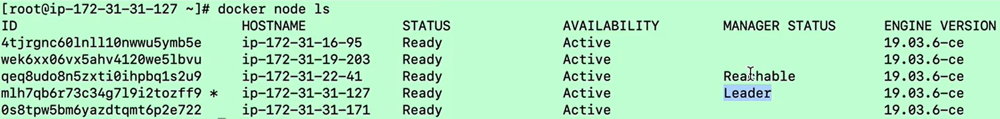 [root@ip-172-31-31-127 ~]# docker node ls
ID HOSTNAME STATUS AVAILABILITY MANAGER STATUS ENGINE VERSION
4tjrgnc60lnll10nwwu5ymb5e ip-172-31-16-95 Ready Active 19.03.6-ce
wek6xx06vx5ahv4120we5lbvu ip-172-31-19-203 Ready Active 19.03.6-ce
qeq8udo8n5zxti0ihpbq1s2u9 ip-172-31-22-41 Ready Active Reachable 19.03.6-ce
mlh7qb6r73c34g7l9i2tozff9 * ip-172-31-31-127 Ready Active Leader 19.03.6-ce
0s8tpw5bm6yazdtqmt6p2e722 ip-172-31-31-171 Ready Active 19.03.6-ce